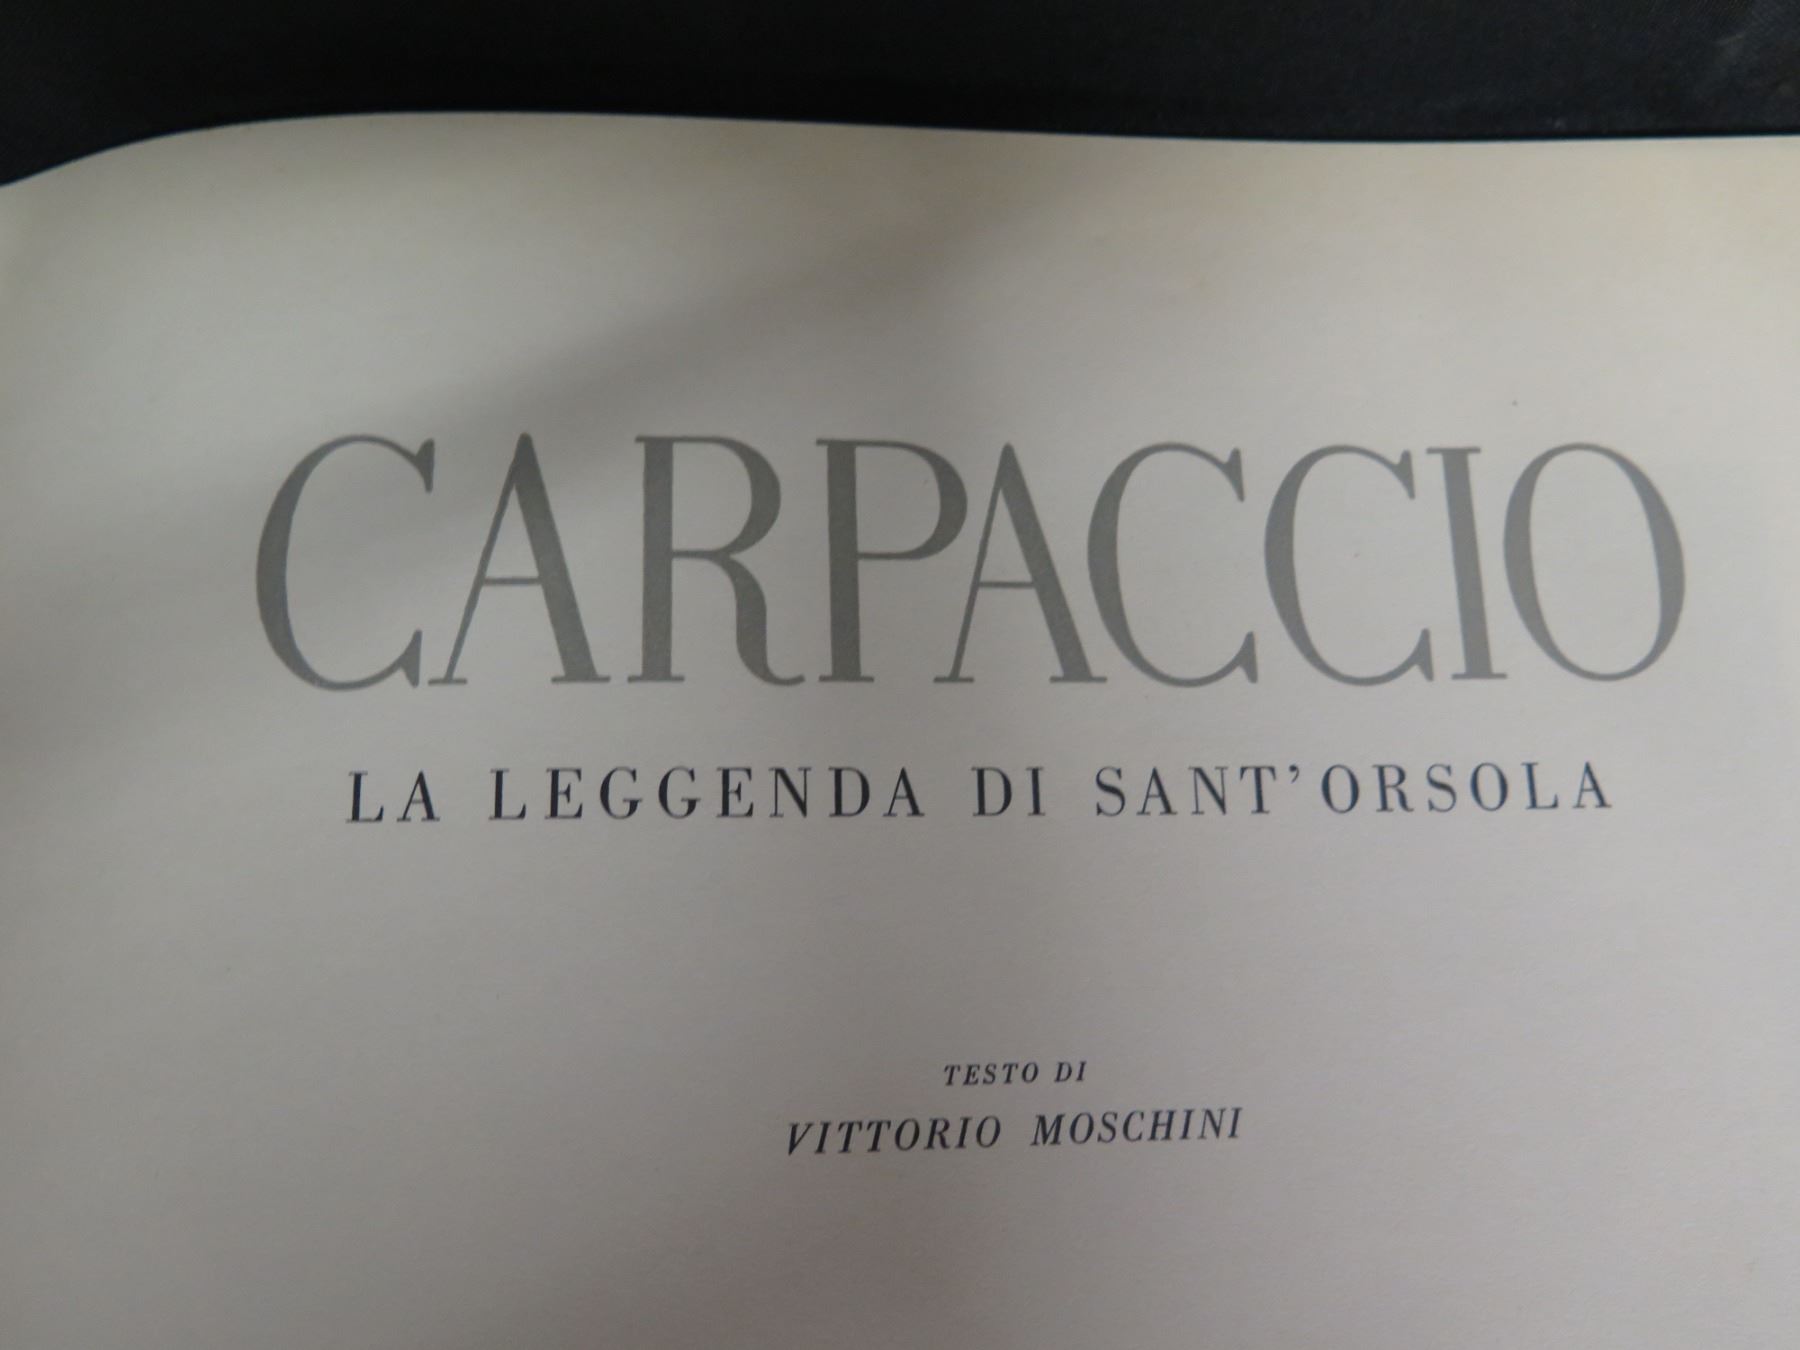 CARPACCIO
LA LEGGENDA DI SANT'ORSOLA
TESTO DI
VITTORIO MOSCHINI